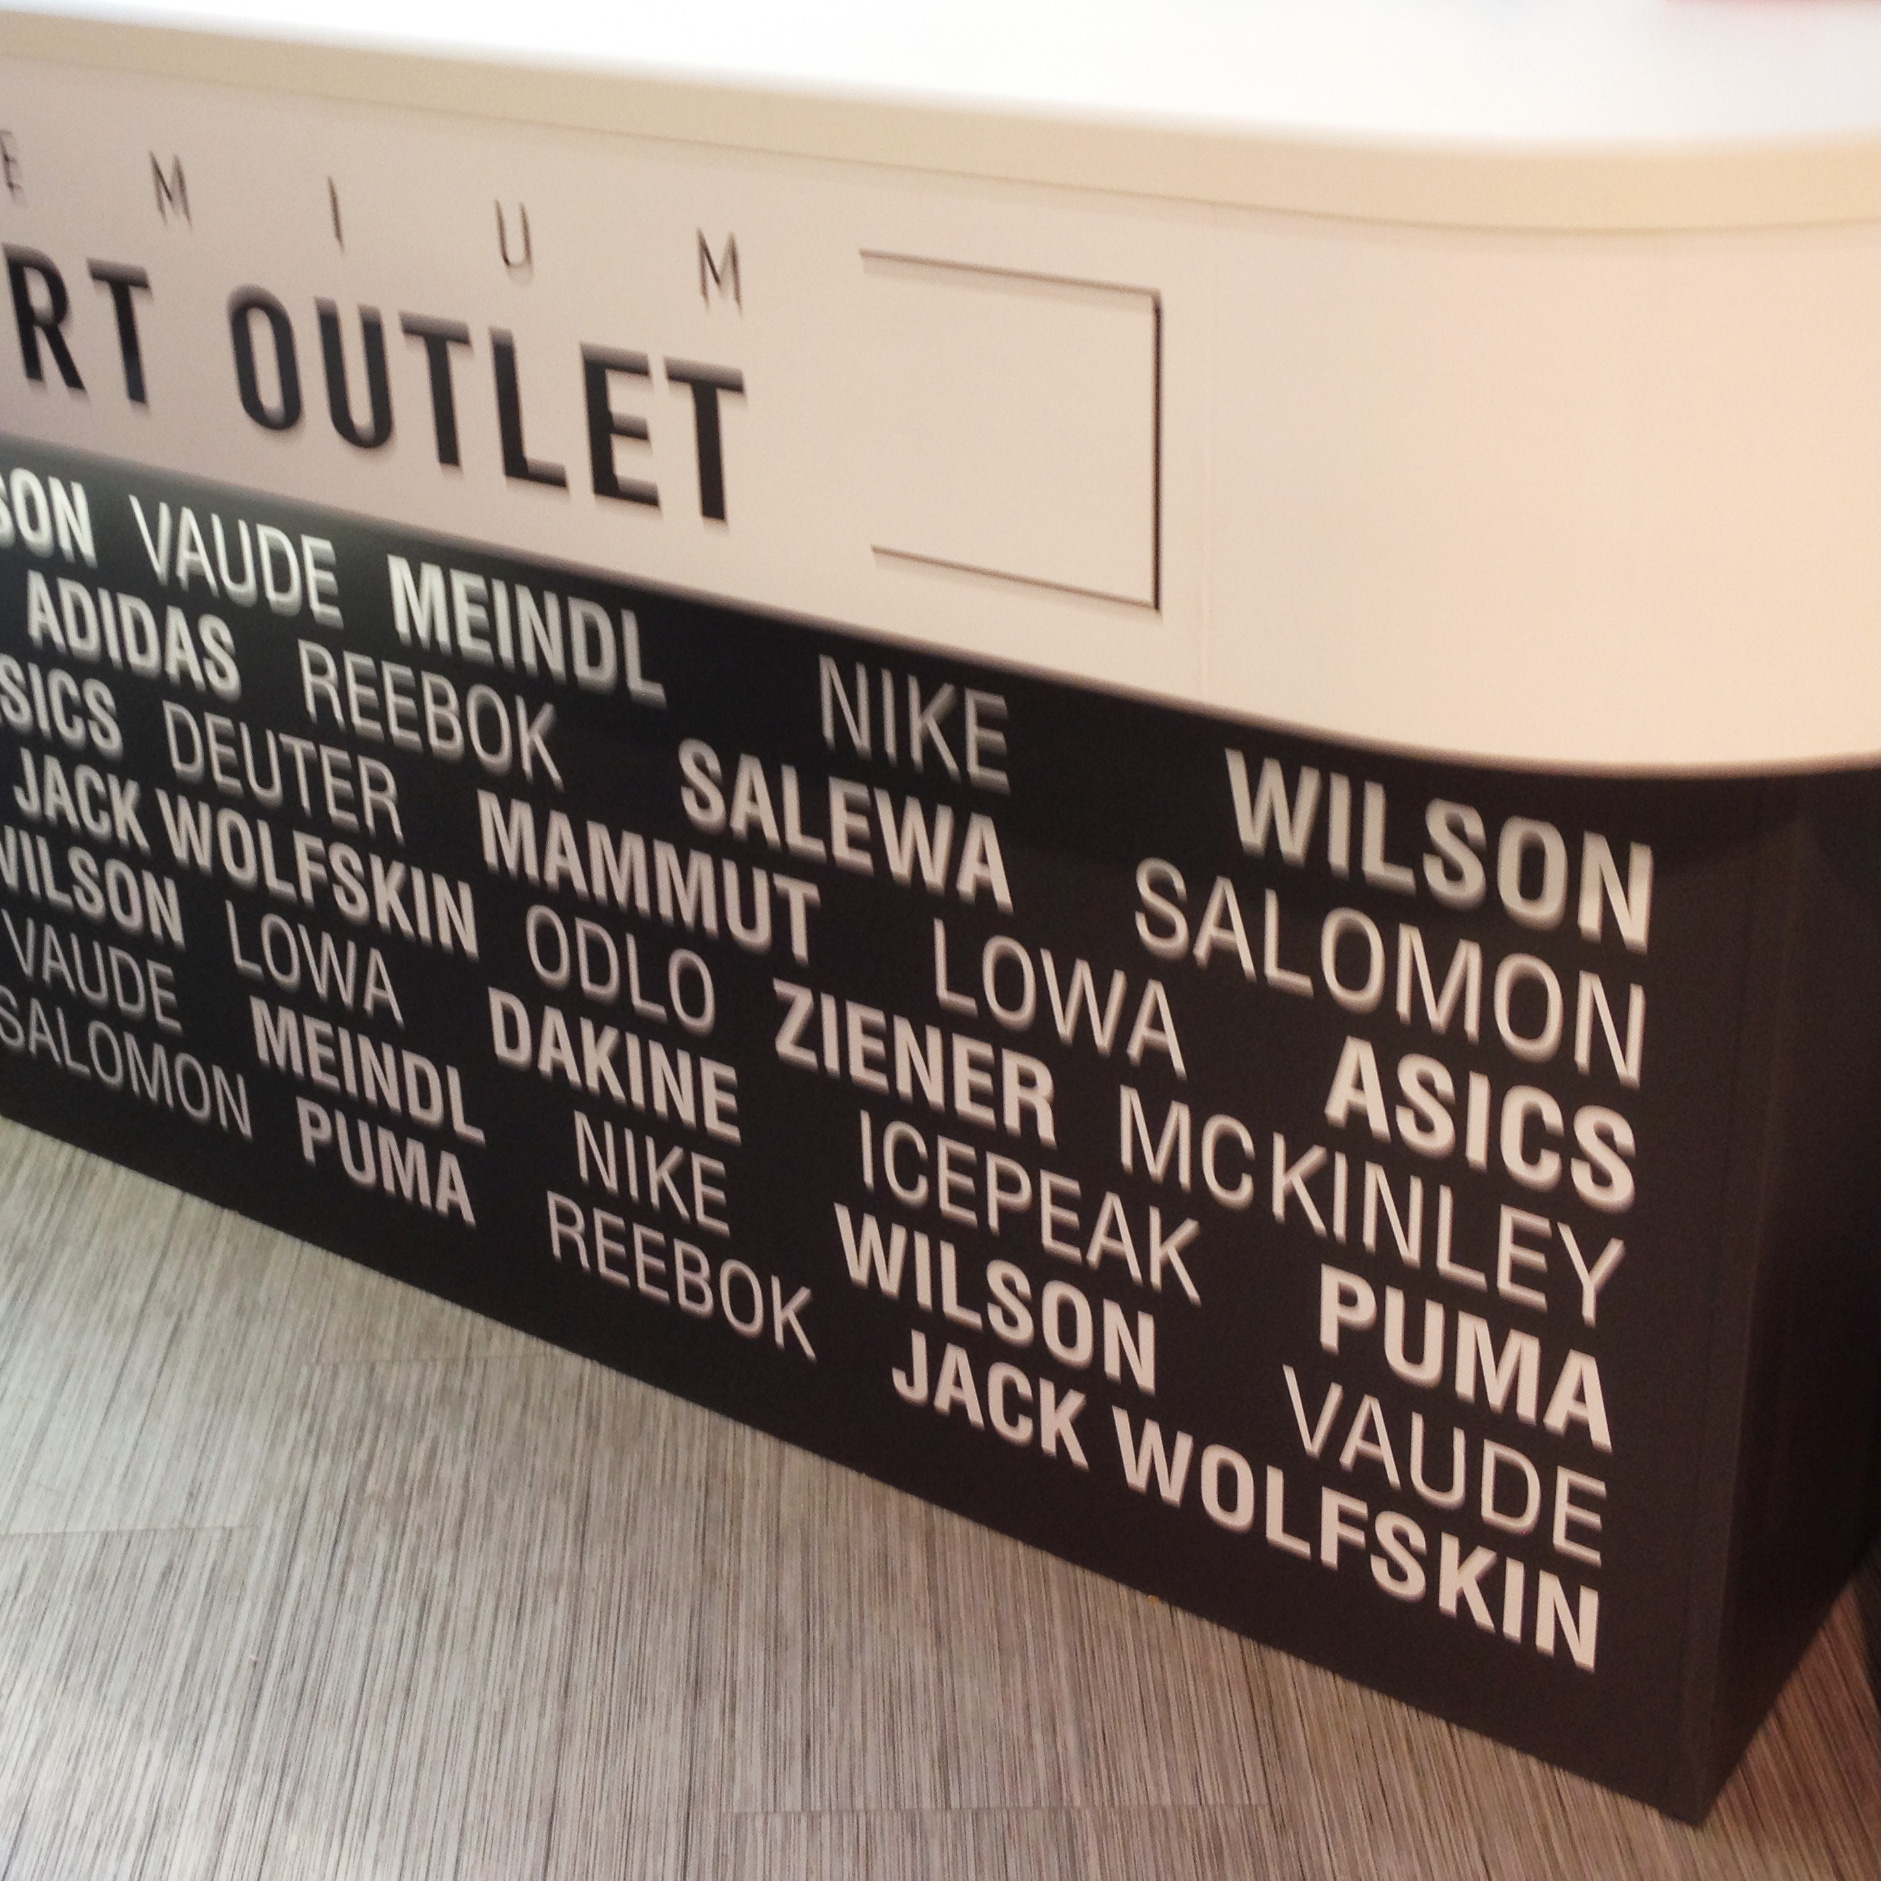 EMIUM
RT OUTLET
SON VAUDE MEINDL NIKE WILSON
ADIDAS REEBOK SALEWA SALOMON
SICS DEUTER MAMMUT LOWA ASICS
JACK WOLFSKIN ODLO ZIENER MCKINLEY
WILSON LOWA DAKINE ICEPEAK PUMA
VAUDE MEINDL NIKE WILSON VAUDE
SALOMON PUMA REEBOK JACK WOLFSKIN